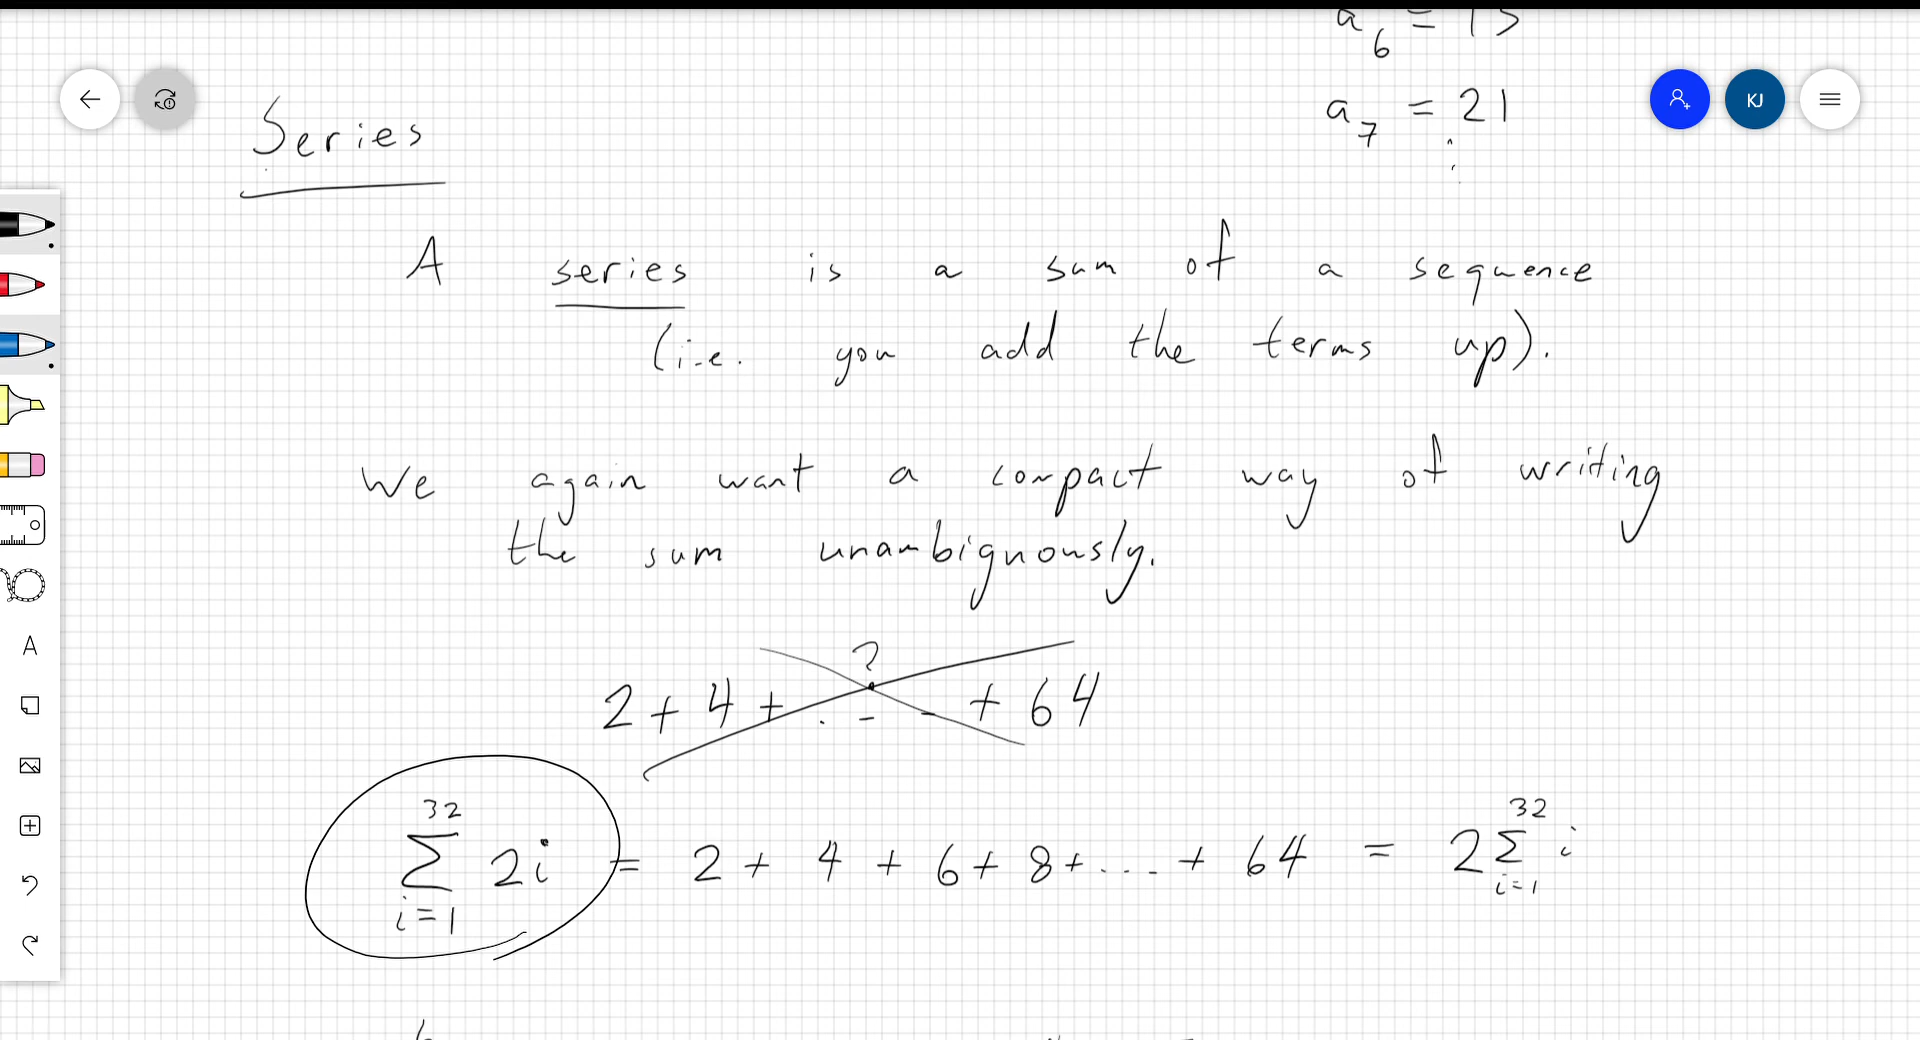 a₆ = 15
a₇ = 21
⋮
KJ
Series
A series is a sum of a sequence
(i.e. you add the terms up).
We again want a compact way of writing
the sum unambiguously.
?
2 + 4 + . - - + 64
32
∑ 2i = 2 + 4 + 6 + 8 + ... + 64 = 2 ∑ i
i=1
32
i=1
A